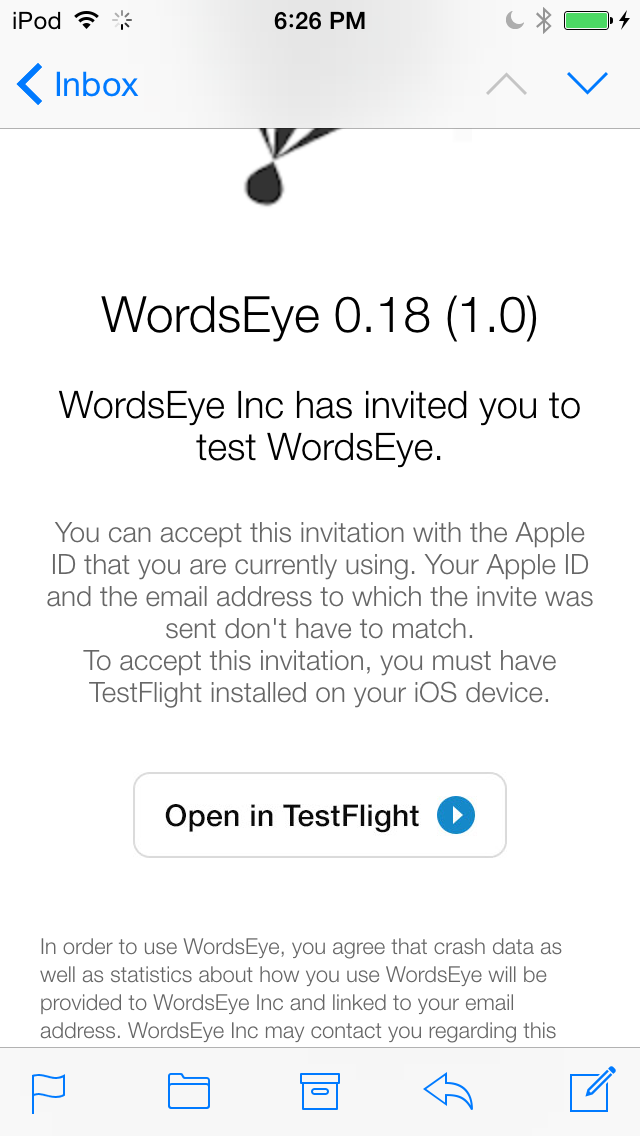 iPod 6:26 PM
Inbox
WordsEye 0.18 (1.0)
WordsEye Inc has invited you to
test WordsEye.
You can accept this invitation with the Apple
ID that you are currently using. Your Apple ID
and the email address to which the invite was
sent don't have to match.
To accept this invitation, you must have
TestFlight installed on your iOS device.
Open in TestFlight
In order to use WordsEye, you agree that crash data as
well as statistics about how you use WordsEye will be
provided to WordsEye Inc and linked to your email
address. WordsEye Inc may contact you regarding this